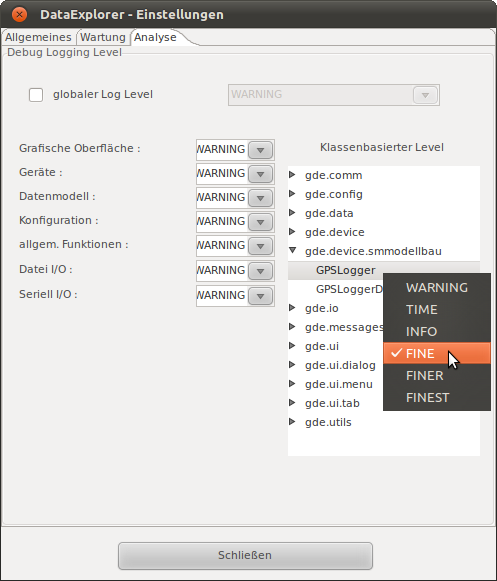 DataExplorer - Einstellungen
Allgemeines Wartung Analyse
Debug Logging Level
globaler Log Level WARNING
Klassenbasierter Level
Grafische Oberfläche : WARNING
Geräte : WARNING
Datenmodell : WARNING
Konfiguration : WARNING
allgem. Funktionen : WARNING
Datei I/O : WARNING
Seriell I/O : WARNING
gde.comm
gde.config
gde.data
gde.device
gde.device.smmodellbau
GPSLogger
GPSLoggerD
gde.io
gde.messages
gde.ui
gde.ui.dialog
gde.ui.menu
gde.ui.tab
gde.utils
WARNING
TIME
INFO
FINE
FINER
FINEST
Schließen